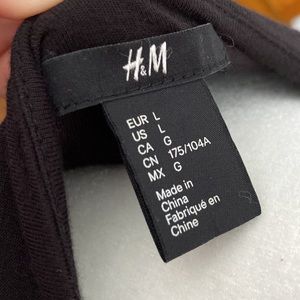 H&M
EUR L
US L
CA G
CN 175/104A
MX G
Made in
China
Fabriqué en
Chine